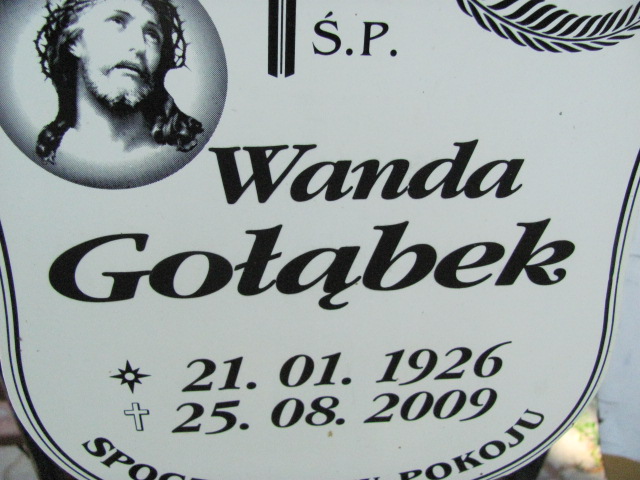 Ś.P.
Wanda
Gołąbek
21. 01. 1926
25. 08. 2009
POKOJU